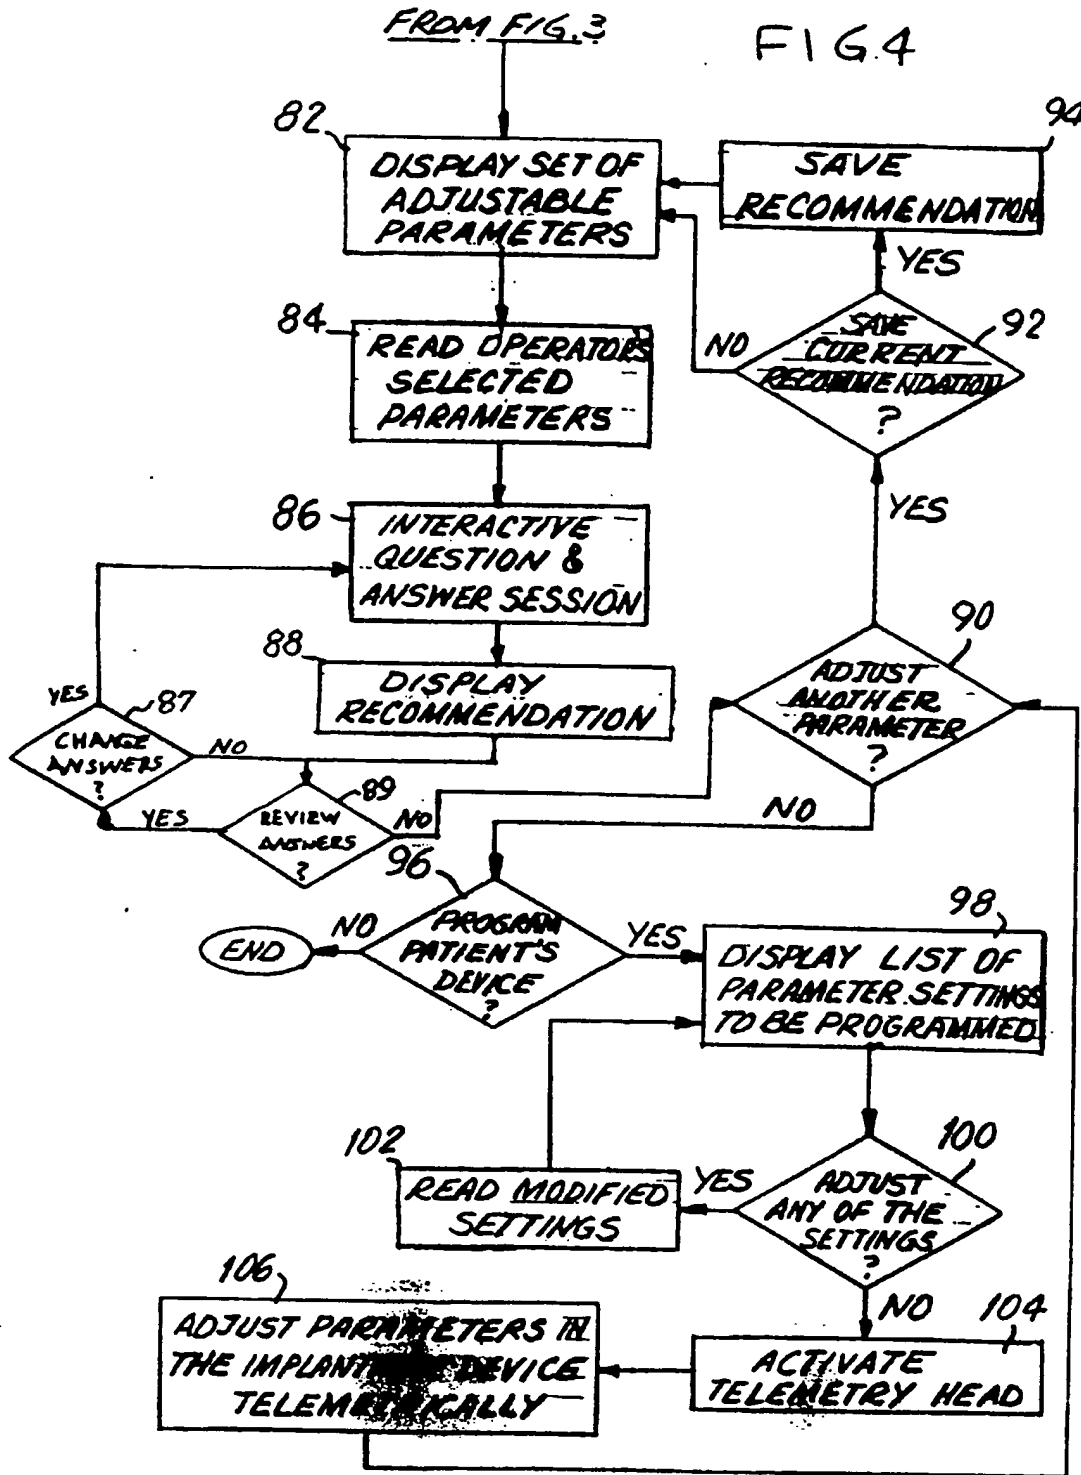 FROM FIG.3
FIG.4
82
DISPLAY SET OF
ADJUSTABLE
PARAMETERS
94
SAVE
RECOMMENDATION
YES
84
READ OPERATORS
SELECTED
PARAMETERS
NO
92
SAVE
CURRENT
RECOMMENDATION
?
YES
86
INTERACTIVE
QUESTION &
ANSWER SESSION
88
DISPLAY
RECOMMENDATION
90
ADJUST
ANOTHER
PARAMETER
?
YES
87
CHANGE
ANSWERS
?
NO
YES
89
REVIEW
ANSWERS
?
NO
NO
96
PROGRAM
PATIENT'S
DEVICE
?
NO
END
YES
98
DISPLAY LIST OF
PARAMETER SETTINGS
TO BE PROGRAMMED
100
ADJUST
ANY OF THE
SETTINGS
?
YES
102
READ MODIFIED
SETTINGS
NO
104
ACTIVATE
TELEMETRY HEAD
106
ADJUST PARAMETERS IN
THE DEVICE
TELEMETRICALLY